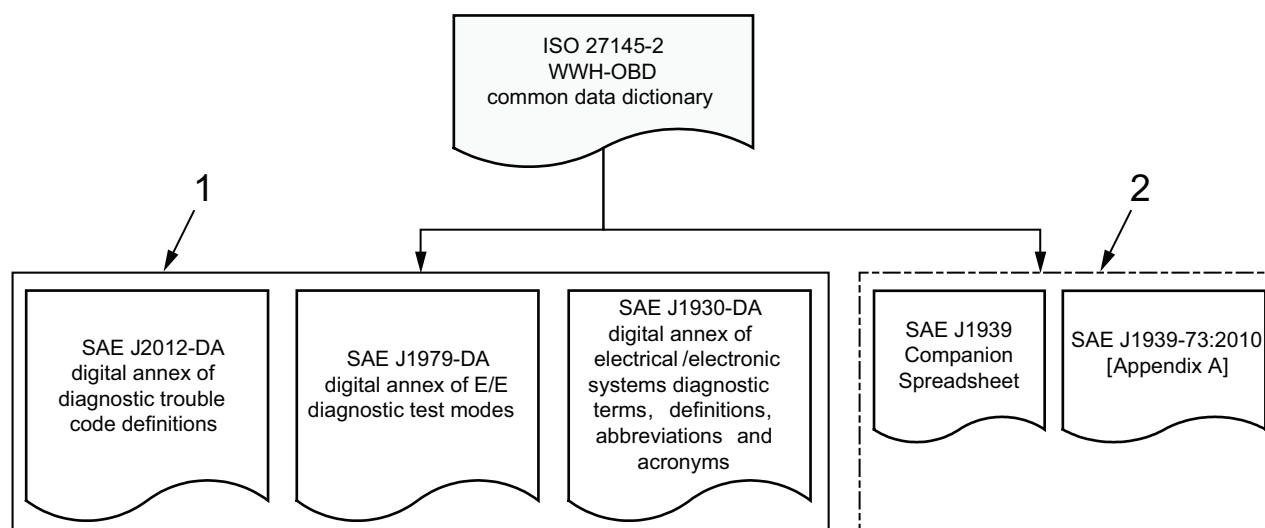 ISO 27145-2
WWH-OBD
common data dictionary
1
2
SAE J2012-DA
digital annex of
diagnostic trouble
code definitions
SAE J1979-DA
digital annex of E/E
diagnostic test modes
SAE J1930-DA
digital annex of
electrical/electronic
systems diagnostic
terms, definitions,
abbreviations and
acronyms
SAE J1939
Companion
Spreadsheet
SAE J1939-73:2010
[Appendix A]